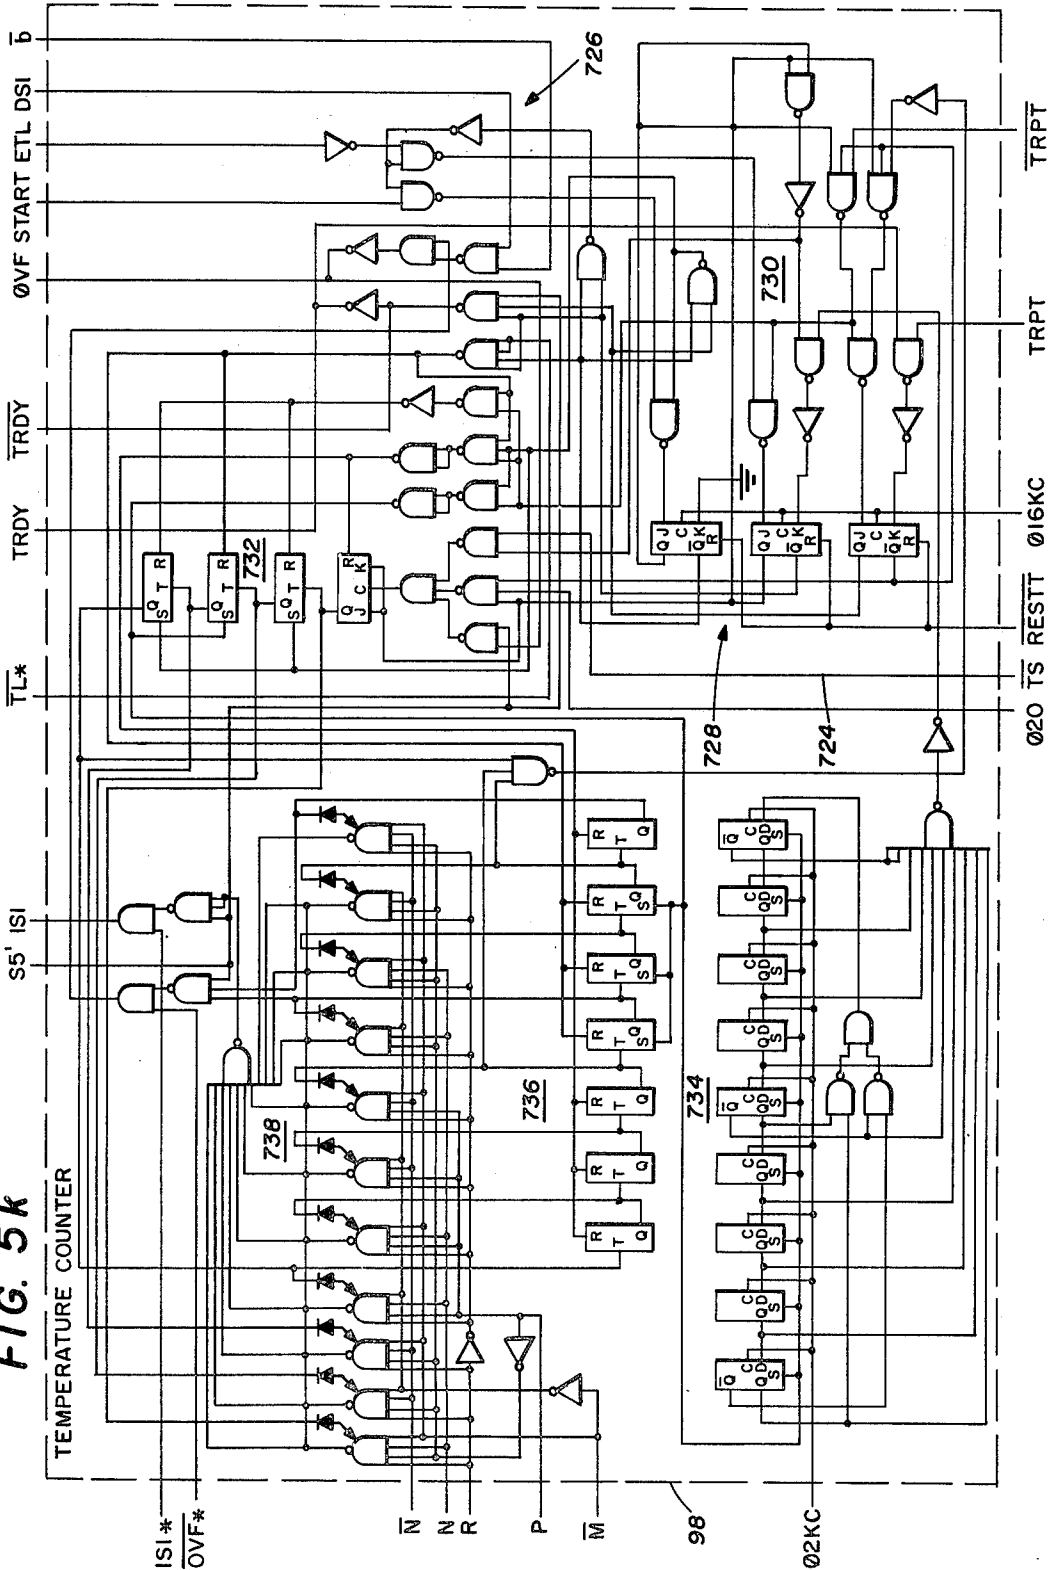 FIG. 5k
TEMPERATURE COUNTER
ISI*
OVF*
S5' ISI
TL*
TRDY
TRDY
ØVF START ETL DSI b
732
726
738
736
734
730
728
724
N
N
R
P
M
98
Ø2KC
Ø2O
TS
RESTT
Ø16KC
TRPT
TRPT
S Q T R
S Q T R
S Q T R
Q J C K R
Q J C Q K R
Q J C Q K R
Q J C Q K R
R T Q
R T Q S
R T Q S
R T Q S
R T Q
R T Q
R T Q
Q C Q D S
C Q D S
C Q D S
C Q D S
Q C Q D S
C Q D S
C Q D S
C Q D S
Q C Q D S